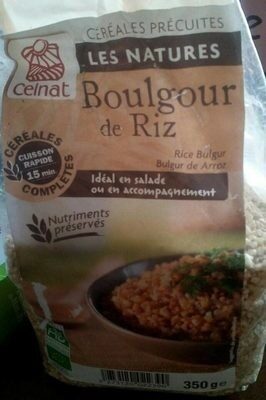 celnat
CÉRÉALES PRÉCUITES
LES NATURES
Boulgour
de Riz
Rice Bulgur
Bulgur de Arroz
CÉRÉALES
CUISSON
RAPIDE
15 min
COMPLÈTES
Idéal en salade
ou en accompagnement
Nutriments
préservés
AB
350 g e